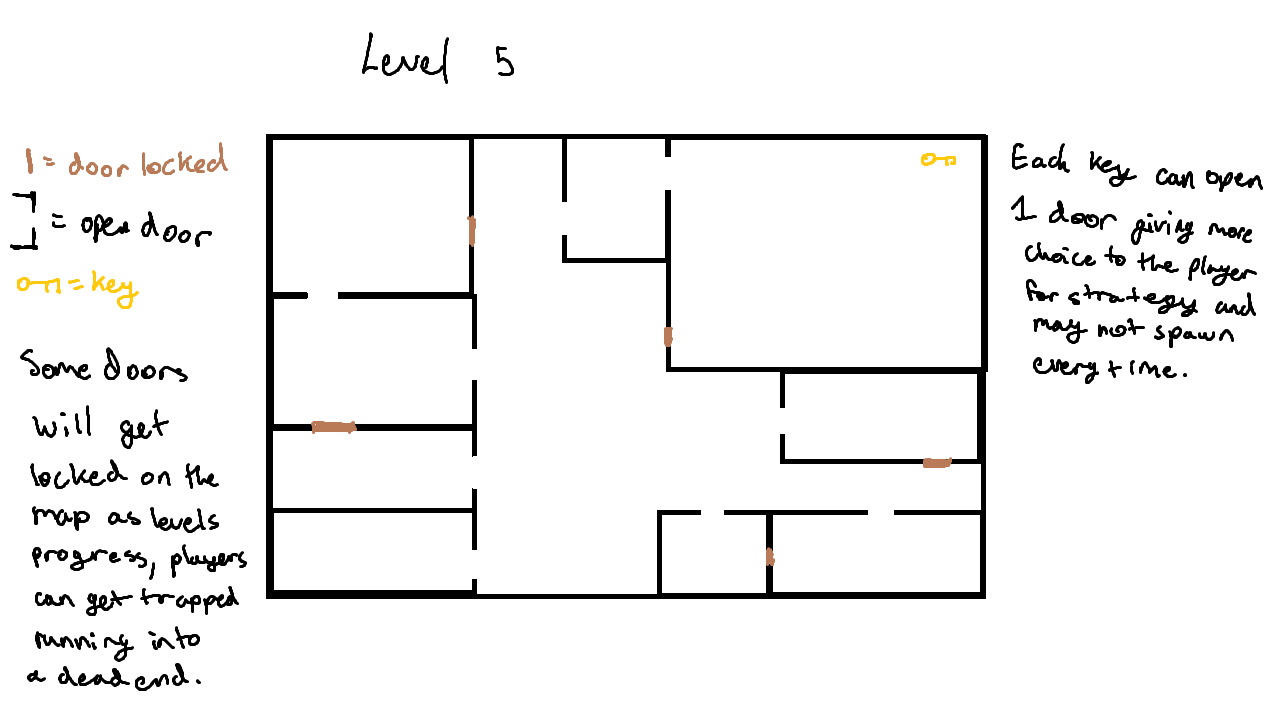 Level 5
1 = door locked
= open door
= key
Some doors
will get
locked on the
map as levels
progress, players
can get trapped
running into
a dead end.
Each key can open
1 door giving more
choice to the player
for strategy and
may not spawn
every time.